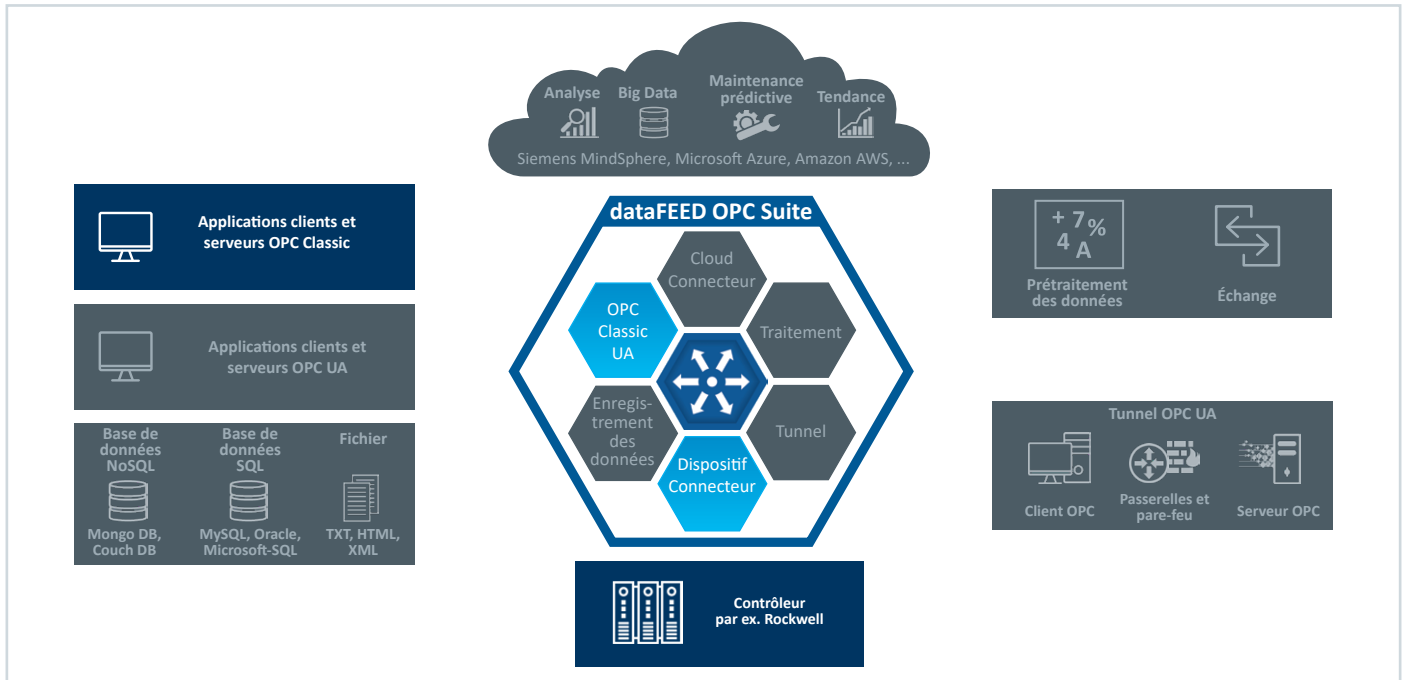 Analyse
Big Data
Maintenance
prédictive
Tendance
Siemens MindSphere, Microsoft Azure, Amazon AWS, ...
Applications clients et
serveurs OPC Classic
Applications clients et
serveurs OPC UA
Base de
données
NoSQL
Base de
données
SQL
Fichier
Mongo DB,
Couch DB
MySQL, Oracle,
Microsoft-SQL
TXT, HTML,
XML
dataFEED OPC Suite
Cloud
Connecteur
OPC
Classic
UA
Traitement
Enregis-
trement
des
données
Tunnel
Dispositif
Connecteur
Contrôleur
par ex. Rockwell
+ 7%
4 A
Prétraitement
des données
Échange
Tunnel OPC UA
Client OPC
Passerelles et
pare-feu
Serveur OPC